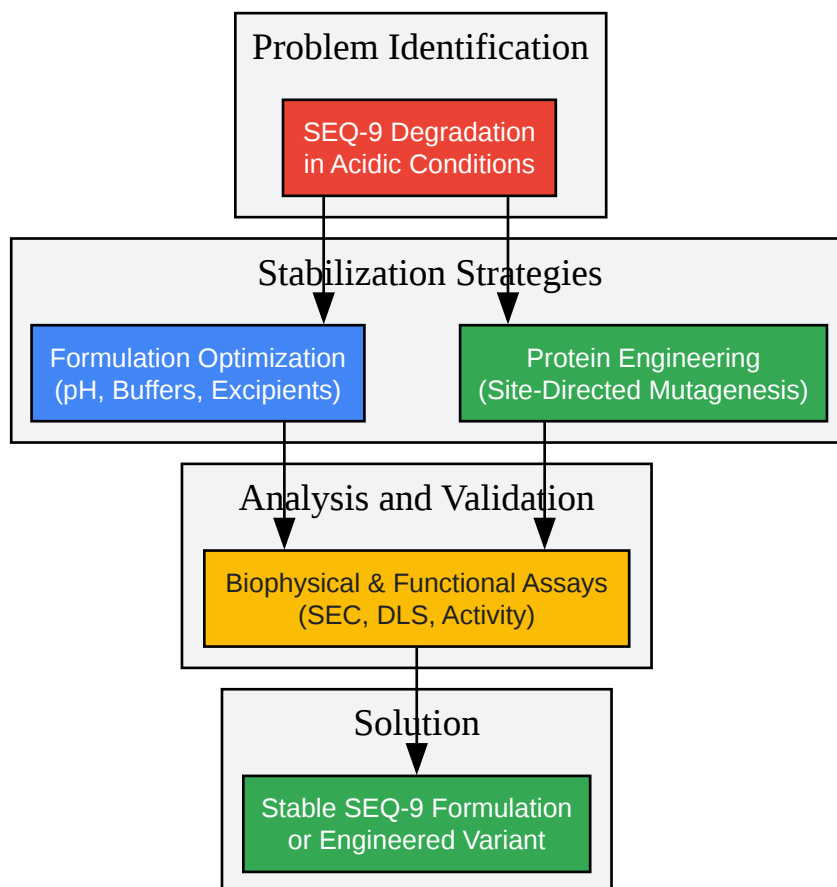 Problem Identification
SEQ-9 Degradation
in Acidic Conditions
Stabilization Strategies
Formulation Optimization
(pH, Buffers, Excipients)
Protein Engineering
(Site-Directed Mutagenesis)
Analysis and Validation
Biophysical & Functional Assays
(SEC, DLS, Activity)
Solution
Stable SEQ-9 Formulation
or Engineered Variant